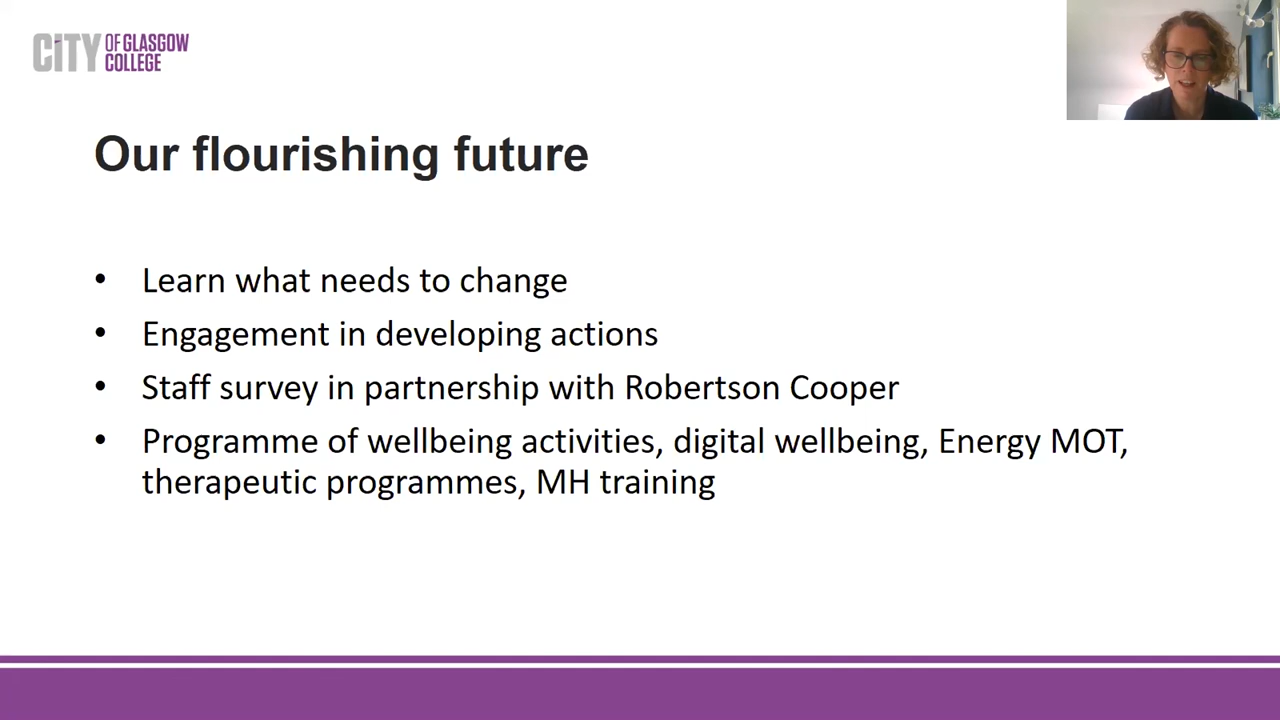 CiTY OF GLASGOW
COLLEGE
Our flourishing future
• Learn what needs to change
• Engagement in developing actions
• Staff survey in partnership with Robertson Cooper
• Programme of wellbeing activities, digital wellbeing, Energy MOT,
therapeutic programmes, MH training